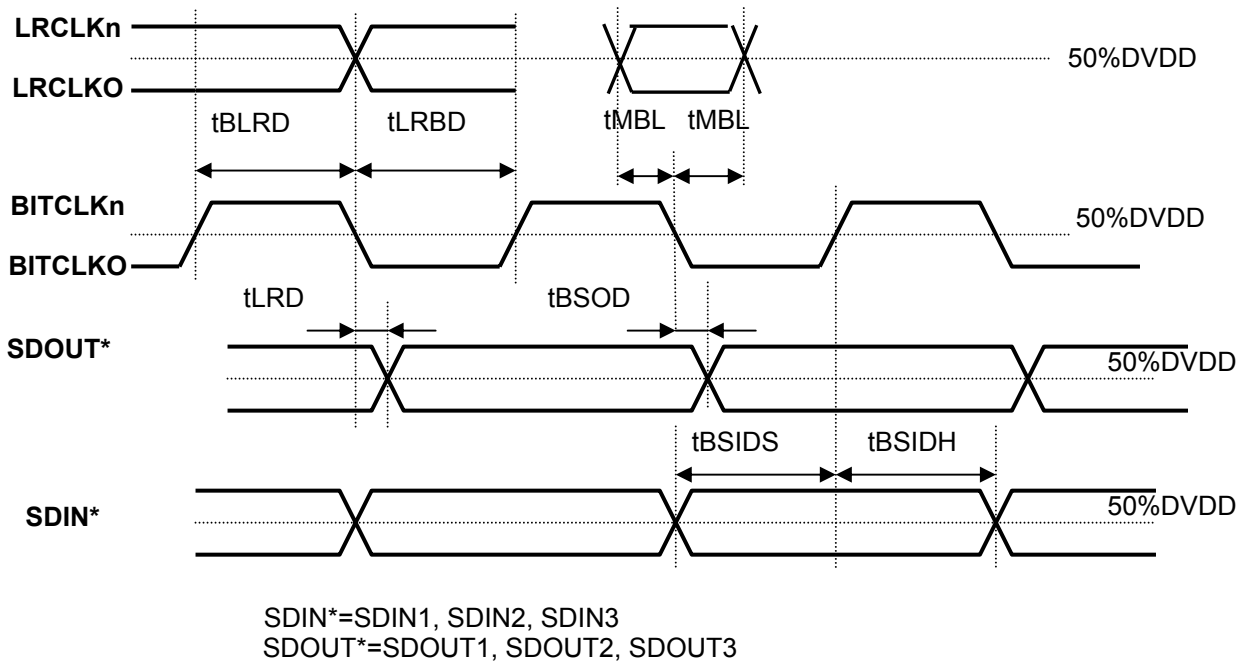 LRCLKn
50%DVDD
LRCLKO
tBLRD tLRBD tMBL tMBL
BITCLKn
50%DVDD
BITCLKO
tLRD tBSOD
SDOUT*
50%DVDD
tBSIDS tBSIDH
SDIN*
50%DVDD
SDIN*=SDIN1, SDIN2, SDIN3
SDOUT*=SDOUT1, SDOUT2, SDOUT3